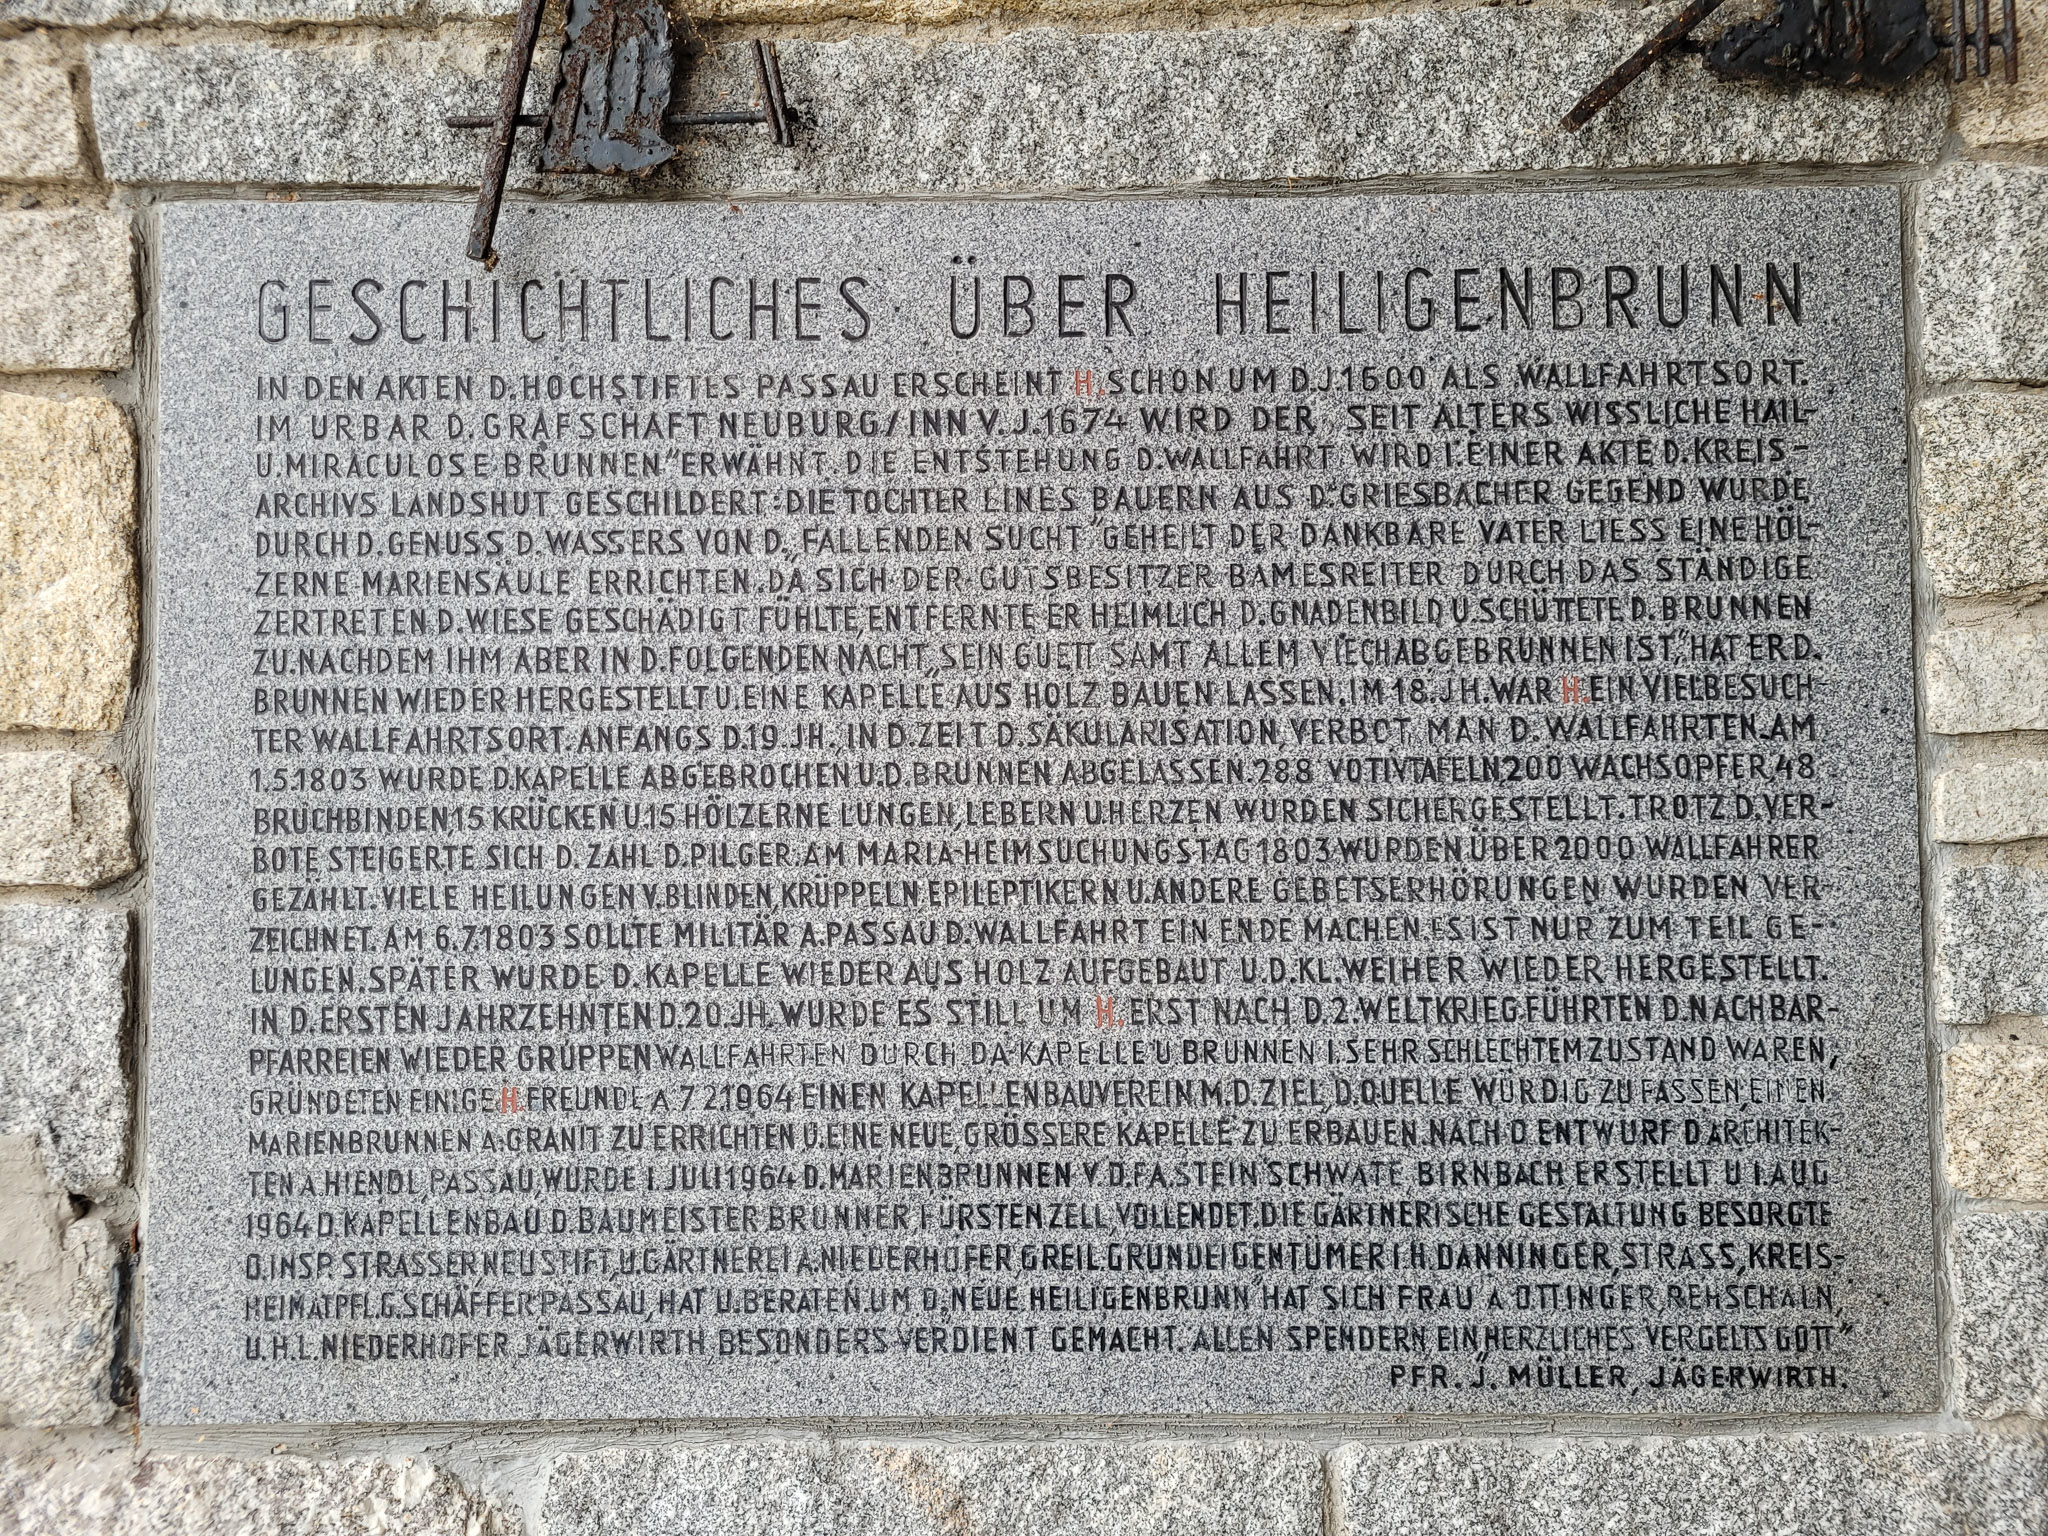 GESCHICHTLICHES ÜBER HEILIGENBRUNN
IN DEN AKTEN D. HOCHSTIFTES PASSAU ERSCHEINT H. SCHON UM D.J. 1600 ALS WALLFAHRTSORT.
IM URBAR D. GRAFSCHAFT NEUBURG/INN V.J. 1674 WIRD DER „SEIT ALTERS WISSLICHE HAIL-
U. MIRACULOSE BRUNNEN" ERWÄHNT. DIE ENTSTEHUNG D. WALLFAHRT WIRD I. EINER AKTE D. KREIS-
ARCHIVS LANDSHUT GESCHILDERT: DIE TOCHTER EINES BAUERN AUS D. GRIESBACHER GEGEND WURDE
DURCH D. GENUSS D. WASSERS VON D. „FALLENDEN SUCHT" GEHEILT DER DANKBARE VATER LIESS EINE HÖL-
ZERNE MARIENSÄULE ERRICHTEN. DA SICH DER GUTSBESITZER BAMESREITER DURCH DAS STÄNDIGE
ZERTRETEN D. WIESE GESCHÄDIGT FÜHLTE, ENTFERNTE ER HEIMLICH D. GNADENBILD U. SCHÜTTETE D. BRUNNEN
ZU. NACHDEM IHM ABER IN D. FOLGENDEN NACHT „SEIN GUETT SAMT ALLEM VIECH ABGEBRUNNEN IST", HAT ER D.
BRUNNEN WIEDER HERGESTELLT U. EINE KAPELLE AUS HOLZ BAUEN LASSEN. IM 18. JH. WAR H. EIN VIELBESUCH-
TER WALLFAHRTSORT. ANFANGS D. 19. JH., IN D. ZEIT D. SÄKULARISATION, VERBOT MAN D. WALLFAHRTEN. AM
1.5.1803 WURDE D. KAPELLE ABGEBROCHEN U. D. BRUNNEN ABGELASSEN. 288 VOTIVTAFELN, 200 WACHSOPFER, 48
BRUCHBINDEN, 15 KRÜCKEN U. 15 HÖLZERNE LUNGEN, LEBERN U. HERZEN WURDEN SICHERGESTELLT. TROTZ D. VER-
BOTE STEIGERTE SICH D. ZAHL D. PILGER. AM MARIA-HEIMSUCHUNGSTAG 1803 WURDEN ÜBER 2000 WALLFAHRER
GEZÄHLT. VIELE HEILUNGEN V. BLINDEN, KRÜPPELN, EPILEPTIKERN U. ANDERE GEBETSERHÖRUNGEN WURDEN VER-
ZEICHNET. AM 6.7.1803 SOLLTE MILITÄR A. PASSAU D. WALLFAHRT EIN ENDE MACHEN. ES IST NUR ZUM TEIL GE-
LUNGEN. SPÄTER WURDE D. KAPELLE WIEDER AUS HOLZ AUFGEBAUT U. D. KL. WEIHER WIEDER HERGESTELLT.
IN D. ERSTEN JAHRZEHNTEN D. 20. JH. WURDE ES STILL UM H. ERST NACH D. 2. WELTKRIEG FÜHRTEN D. NACHBAR-
PFARREIEN WIEDER GRUPPENWALLFAHRTEN DURCH. DA KAPELLE U BRUNNEN I. SEHR SCHLECHTEM ZUSTAND WAREN,
GRÜNDETEN EINIGE H. FREUNDE A. 7.2.1964 EINEN KAPELLENBAUVEREIN M. D. ZIEL, D. QUELLE WÜRDIG ZU FASSEN, EINEN
MARIENBRUNNEN A. GRANIT ZU ERRICHTEN U. EINE NEUE, GRÖSSERE KAPELLE ZU ERBAUEN. NACH D ENTWURF D ARCHITEK-
TEN A. HIENDL, PASSAU, WURDE I. JULI 1964 D. MARIENBRUNNEN V. D. FA. STEIN SCHWATE BIRNBACH ERSTELLT U I. AUG
1964 D. KAPELLENBAU D. BAUMEISTER BRUNNER FÜRSTENZELL, VOLLENDET. DIE GÄRTNERISCHE GESTALTUNG BESORGTE
D. INSP. STRASSER, NEUSTIFT, U. GÄRTNEREI A. NIEDERHOFER, GREIL. GRUNDEIGENTÜMER I. H. DANNINGER, STRASS, KREIS-
HEIMATPFL. G. SCHÄFFER PASSAU, HAT U. BERATEN. UM D. NEUE HEILIGENBRUNN HAT SICH FRAU A OTTINGER, REHSCHALN,
U. H. L. NIEDERHOFER JÄGERWIRTH, BESONDERS VERDIENT GEMACHT. ALLEN SPENDERN EIN „HERZLICHES VERGELTS GOTT"
PFR. J. MÜLLER, JÄGERWIRTH.